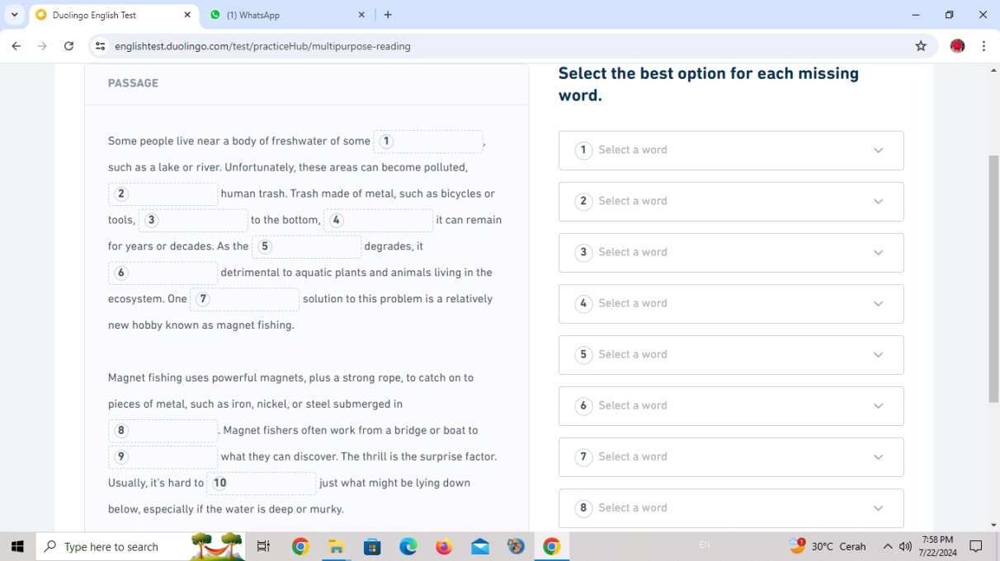 Duolingo English Test
(1) WhatsApp
englishtest.duolingo.com/test/practiceHub/multipurpose-reading
PASSAGE
Some people live near a body of freshwater of some 1 ,
such as a lake or river. Unfortunately, these areas can become polluted,
2 human trash. Trash made of metal, such as bicycles or
tools, 3 to the bottom, 4 it can remain
for years or decades. As the 5 degrades, it
6 detrimental to aquatic plants and animals living in the
ecosystem. One 7 solution to this problem is a relatively
new hobby known as magnet fishing.
Magnet fishing uses powerful magnets, plus a strong rope, to catch on to
pieces of metal, such as iron, nickel, or steel submerged in
8 . Magnet fishers often work from a bridge or boat to
9 what they can discover. The thrill is the surprise factor.
Usually, it's hard to 10 just what might be lying down
below, especially if the water is deep or murky.
Select the best option for each missing
word.
1 Select a word
2 Select a word
3 Select a word
4 Select a word
5 Select a word
6 Select a word
7 Select a word
8 Select a word
Type here to search
EN
1
30°C Cerah
7:58 PM
7/22/2024